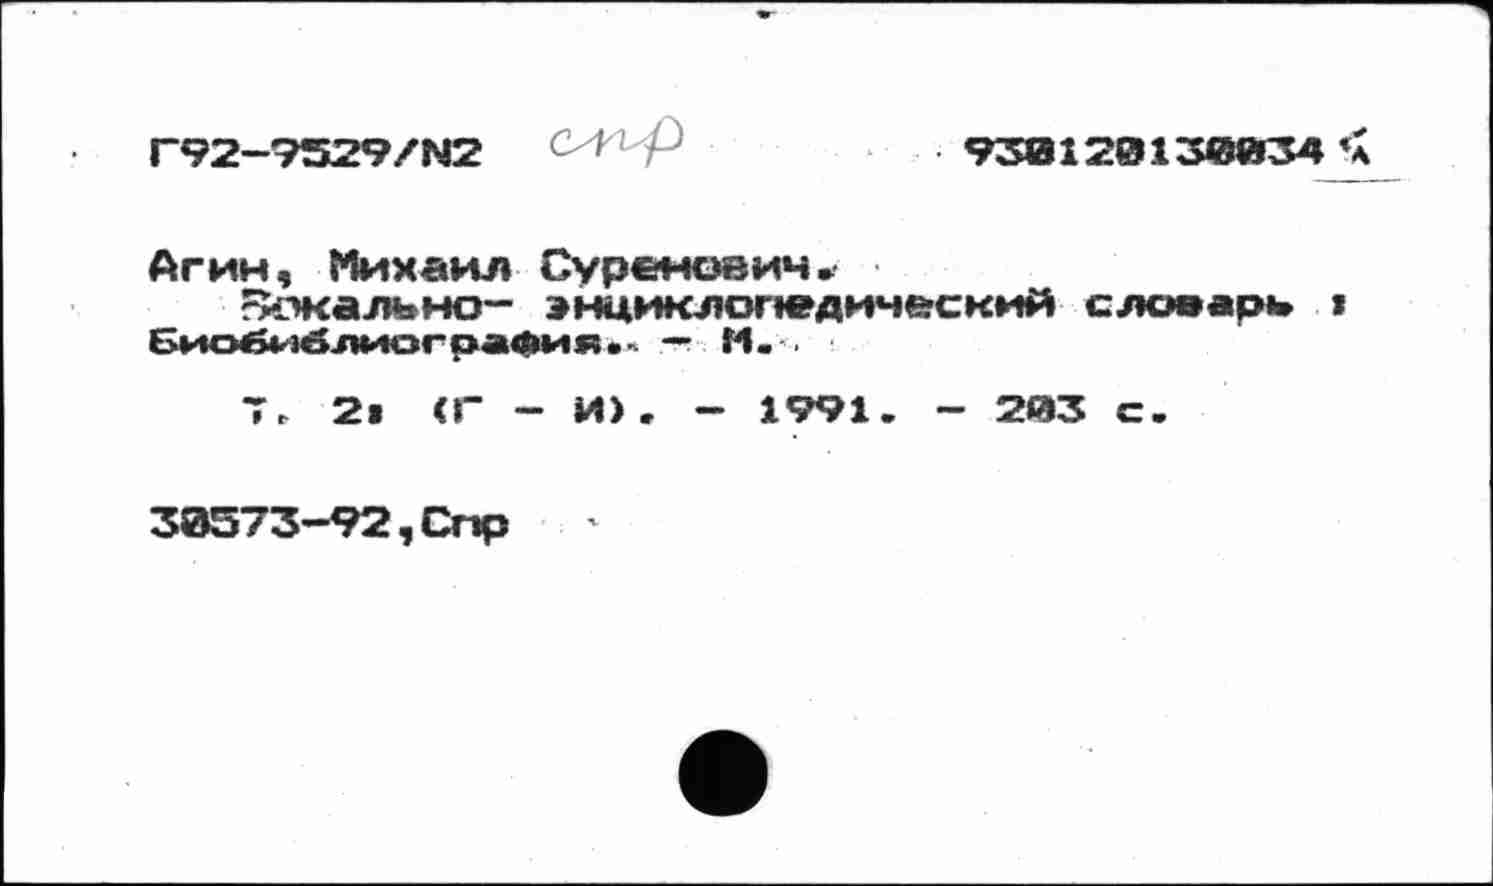 Г92-9529/N2 спр 930120130034
Агин, Михаил Суренович.
Вокально- энциклопедический словарь :
Биобиблиография. - М.
Т. 2: (Г - И). - 1991. - 203 с.
30573-92,Спр